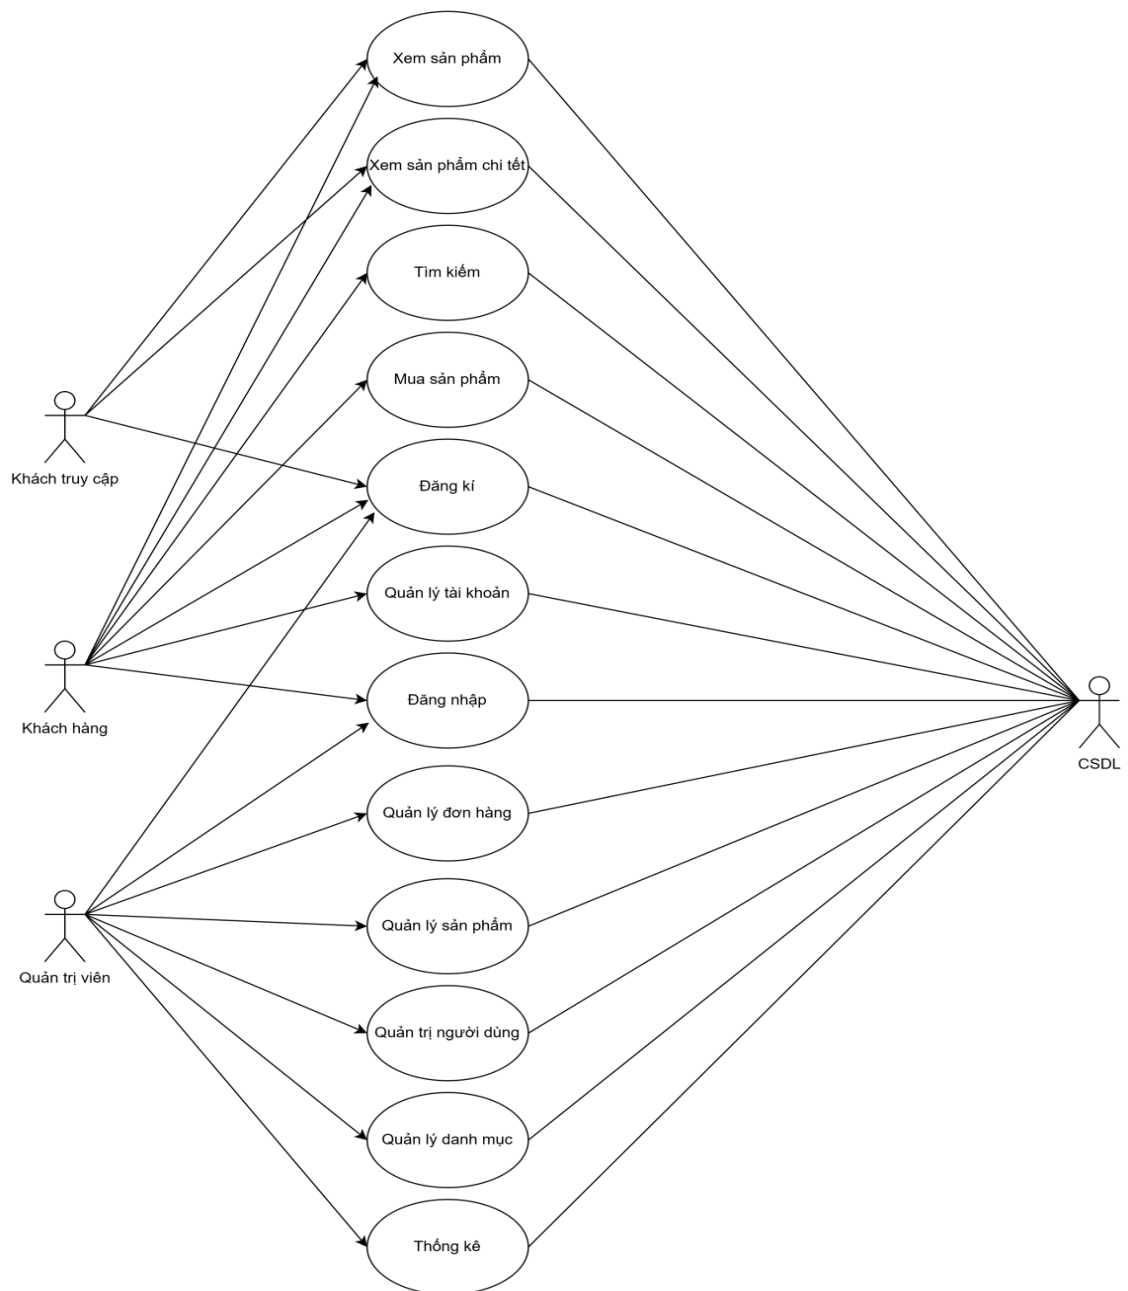 Xem sản phẩm
Xem sản phẩm chi tết
Tìm kiếm
Mua sản phẩm
Khách truy cập
Đăng kí
Quản lý tài khoản
Khách hàng
Đăng nhập
CSDL
Quản lý đơn hàng
Quản lý sản phẩm
Quản trị viên
Quản trị người dùng
Quản lý danh mục
Thống kê